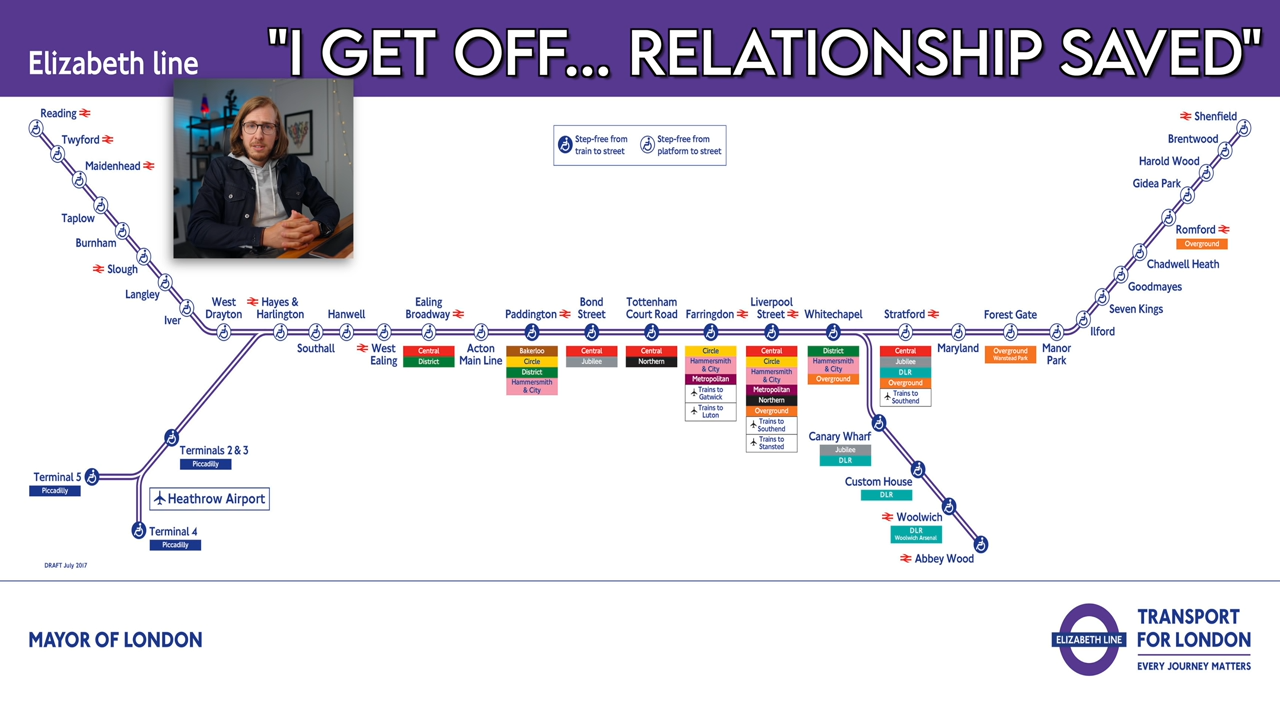 "I GET OFF... RELATIONSHIP SAVED"
Elizabeth line
Step-free from
train to street
Step-free from
platform to street
Reading
Twyford
Maidenhead
Taplow
Burnham
Slough
Langley
Iver
West
Drayton
Hayes &
Harlington
Southall
Hanwell
West
Ealing
Ealing
Broadway
Central
District
Acton
Main Line
Paddington
Bakerloo
Circle
District
Hammersmith
& City
Bond
Street
Central
Jubilee
Tottenham
Court Road
Central
Northern
Farringdon
Circle
Hammersmith
& City
Metropolitan
Trains to
Gatwick
Trains to
Luton
Liverpool
Street
Central
Circle
Hammersmith
& City
Metropolitan
Northern
Overground
Trains to
Southend
Trains to
Stansted
Whitechapel
District
Hammersmith
& City
Overground
Stratford
Central
Jubilee
DLR
Overground
Trains to
Southend
Maryland
Forest Gate
Overground
Wanstead Park
Manor
Park
Ilford
Seven Kings
Goodmayes
Chadwell Heath
Romford
Overground
Gidea Park
Harold Wood
Brentwood
Shenfield
Canary Wharf
Jubilee
DLR
Custom House
DLR
Woolwich
DLR
Woolwich Arsenal
Abbey Wood
Terminals 2 & 3
Piccadilly
Terminal 5
Piccadilly
Heathrow Airport
Terminal 4
Piccadilly
DRAFT July 2017
MAYOR OF LONDON
ELIZABETH LINE
TRANSPORT
FOR LONDON
EVERY JOURNEY MATTERS